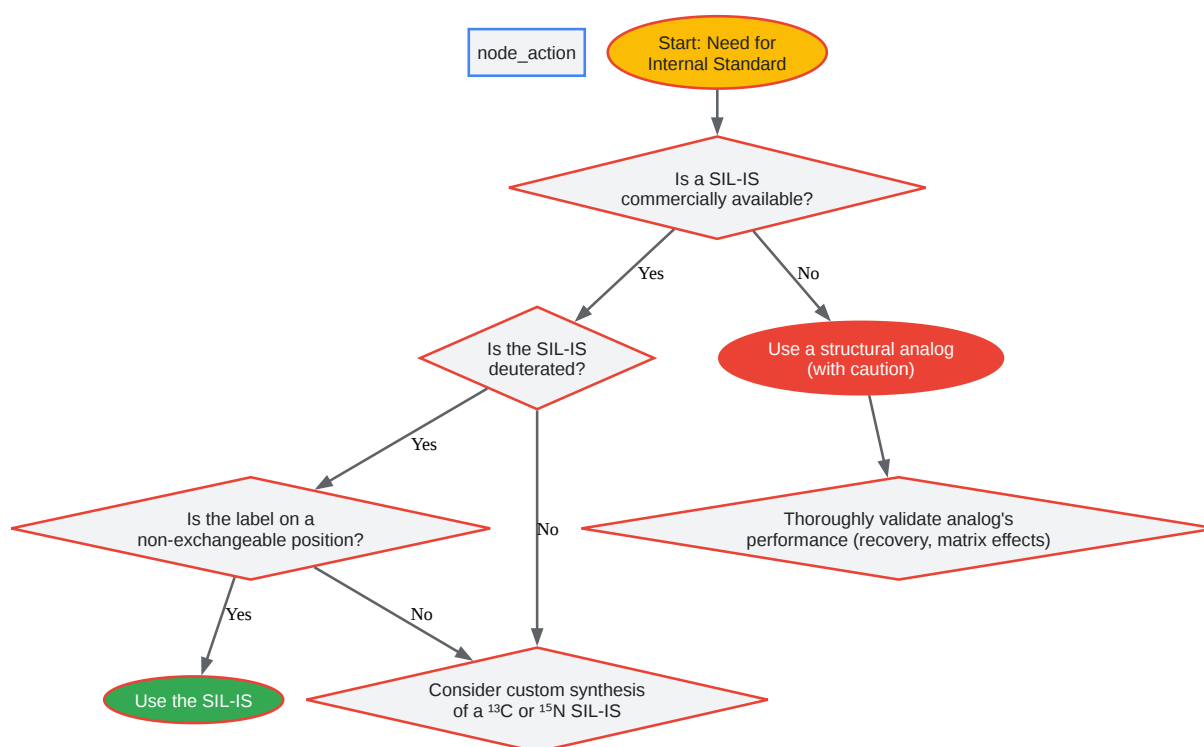 node_action
Start: Need for
Internal Standard
Is a SIL-IS
commercially available?
Yes
No
Is the SIL-IS
deuterated?
Use a structural analog
(with caution)
Yes
No
Is the label on a
non-exchangeable position?
Thoroughly validate analog's
performance (recovery, matrix effects)
Yes
No
Use the SIL-IS
Consider custom synthesis
of a ¹³C or ¹⁵N SIL-IS